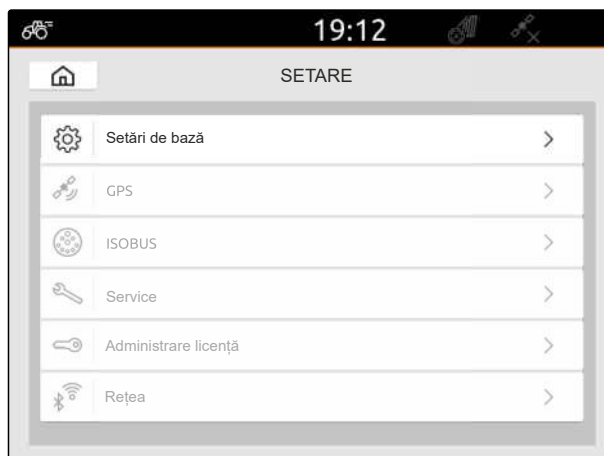 19:12
SETARE
Setări de bază
GPS
ISOBUS
Service
Administrare licență
Rețea